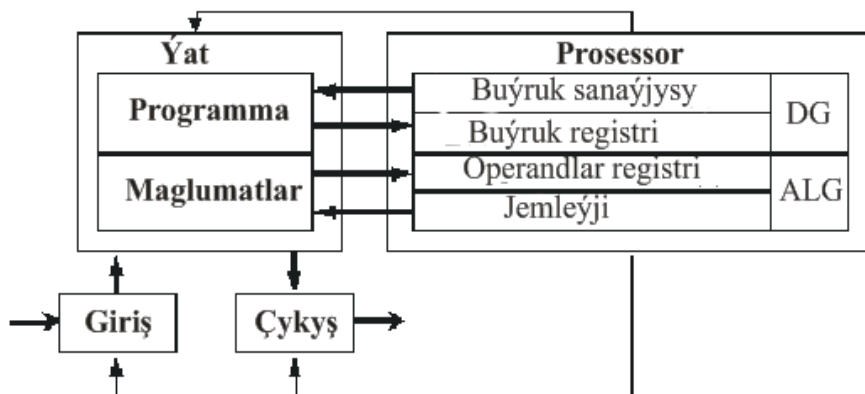 Ýat
Prosessor
Programma
Buýruk sanaýjysy
DG
Buýruk registri
Maglumatlar
Operandlar registri
ALG
Jemleýji
Giriş
Çykyş